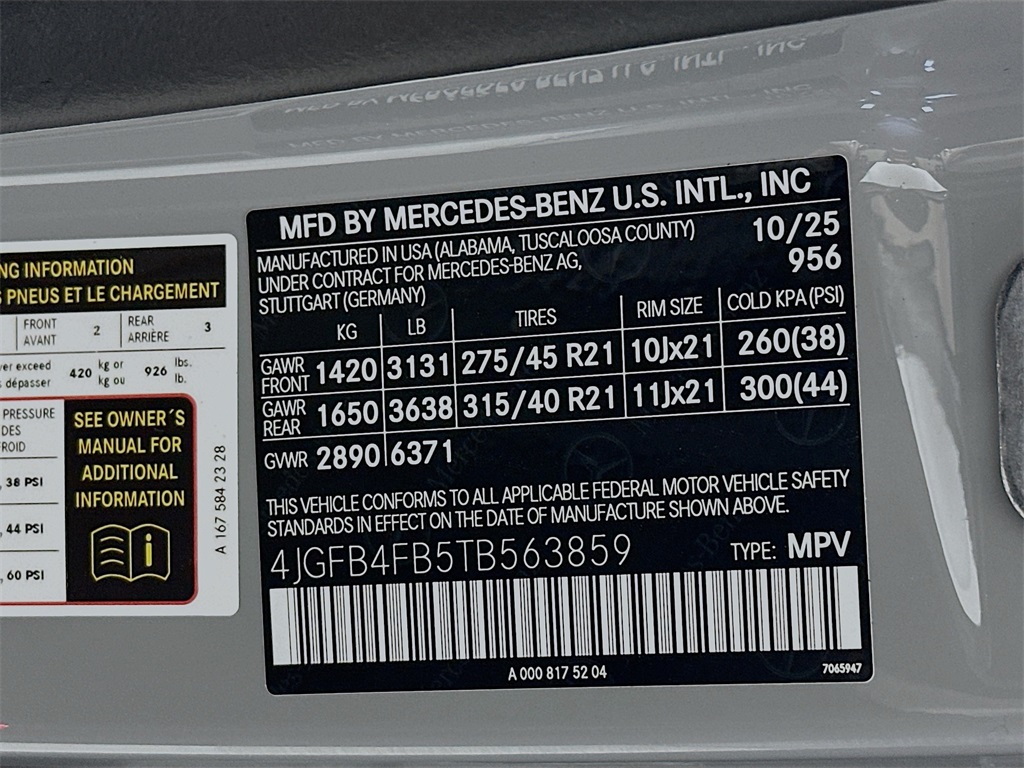 MFD BY MERCEDES-BENZ U.S. INTL., INC
MANUFACTURED IN USA (ALABAMA, TUSCALOOSA COUNTY) 10/25
UNDER CONTRACT FOR MERCEDES-BENZ AG, 956
STUTTGART (GERMANY)
KG LB TIRES RIM SIZE COLD KPA (PSI)
GAWR FRONT 1420 3131 275/45 R21 10Jx21 260(38)
GAWR REAR 1650 3638 315/40 R21 11Jx21 300(44)
GVWR 2890 6371
THIS VEHICLE CONFORMS TO ALL APPLICABLE FEDERAL MOTOR VEHICLE SAFETY
STANDARDS IN EFFECT ON THE DATE OF MANUFACTURE SHOWN ABOVE.
4JGFB4FB5TB563859 TYPE: MPV
A 000 817 52 04 7065947
INFORMATION
PNEUS ET LE CHARGEMENT
FRONT 2 REAR 3
AVANT ARRIÈRE
exceed 420 kg or 926 lbs.
dépasser kg ou lb.
PRESSURE
DES
38 PSI
44 PSI
60 PSI
SEE OWNER´S
MANUAL FOR
ADDITIONAL
INFORMATION
i
A 167 584 23 28